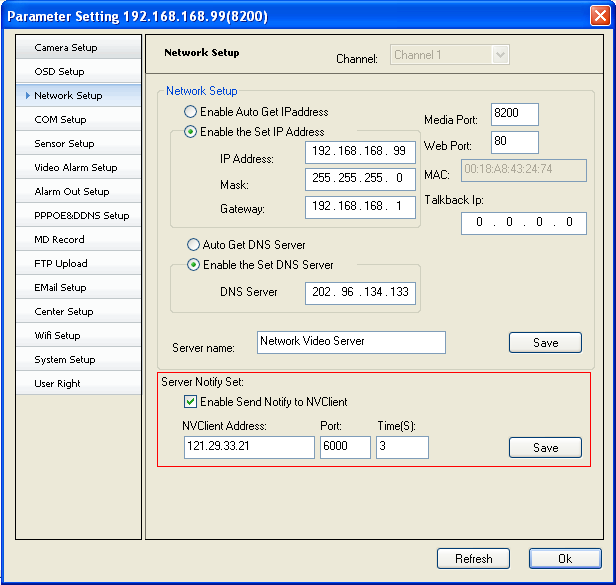 Parameter Setting 192.168.168.99(8200)
Camera Setup
OSD Setup
Network Setup
COM Setup
Sensor Setup
Video Alarm Setup
Alarm Out Setup
PPPOE&DDNS Setup
MD Record
FTP Upload
EMail Setup
Center Setup
Wifi Setup
System Setup
User Right
Network Setup
Channel: Channel 1
Network Setup
Enable Auto Get IPaddress
Enable the Set IP Address
IP Address: 192.168.168. 99
Mask: 255.255.255. 0
Gateway: 192.168.168. 1
Media Port: 8200
Web Port: 80
MAC: 00:18:A8:43:24:74
Talkback Ip:
0 . 0 . 0 . 0
Auto Get DNS Server
Enable the Set DNS Server
DNS Server 202. 96 .134.133
Server name: Network Video Server
Save
Server Notify Set:
Enable Send Notify to NVClient
NVClient Address: Port: Time(S):
121.29.33.21 6000 3
Save
Refresh Ok